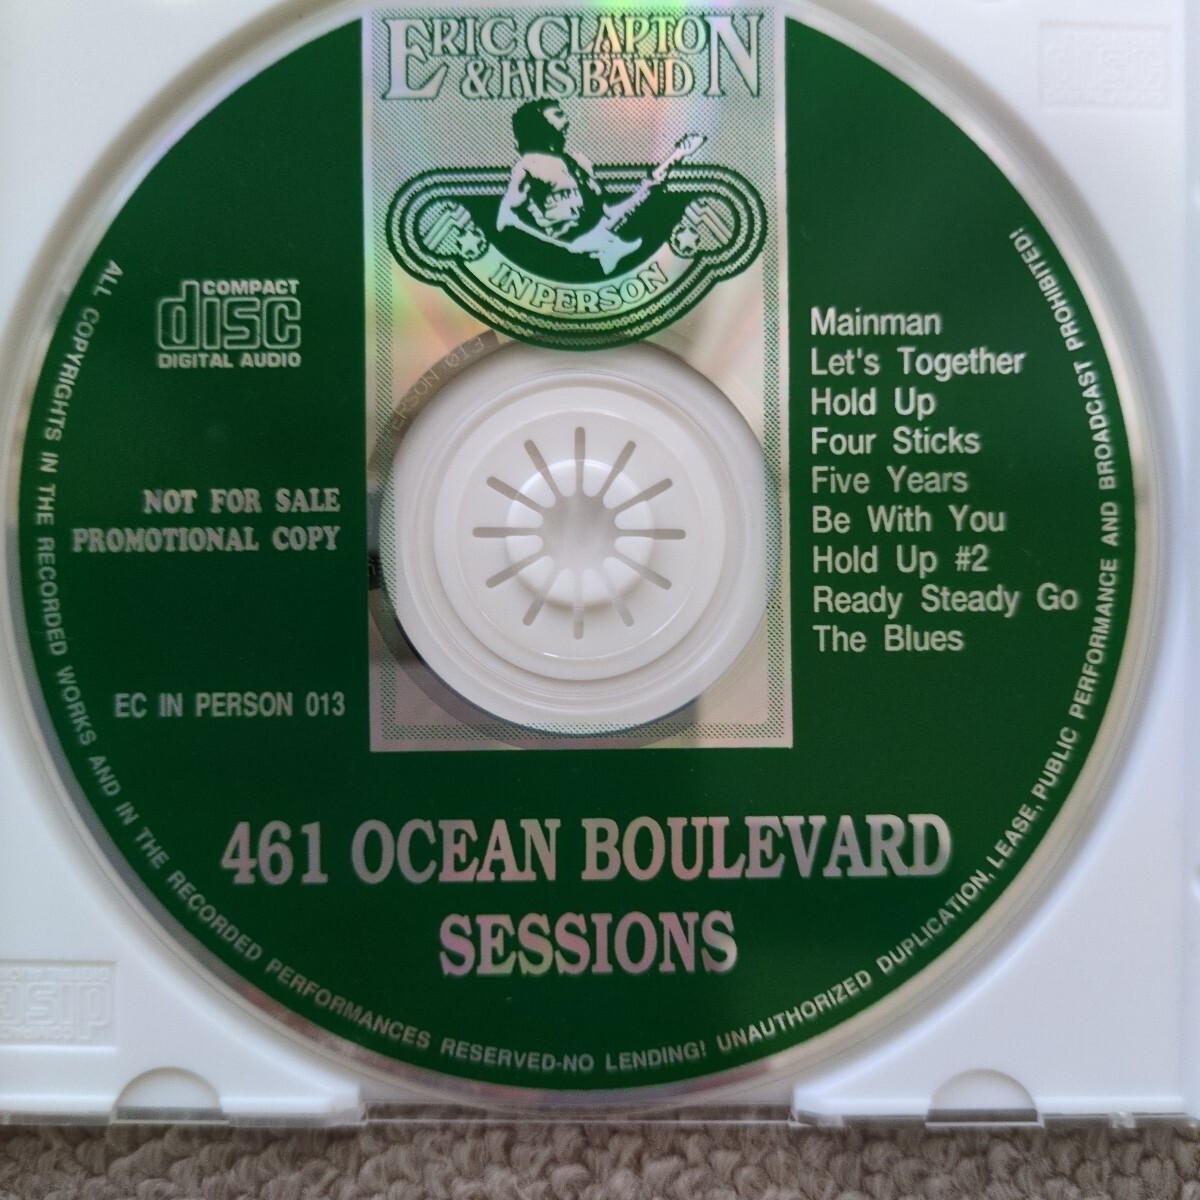 ERIC CLAPTON
& HIS BAND
IN PERSON
COMPACT
disc
DIGITAL AUDIO
NOT FOR SALE
PROMOTIONAL COPY
EC IN PERSON 013
Mainman
Let's Together
Hold Up
Four Sticks
Five Years
Be With You
Hold Up #2
Ready Steady Go
The Blues
ERSON 013
461 OCEAN BOULEVARD
SESSIONS
ALL COPYRIGHTS IN THE RECORDED WORKS AND IN THE RECORDED PERFORMANCES RESERVED-NO LENDING! UNAUTHORIZED DUPLICATION, LEASE, PUBLIC PERFORMANCE AND BROADCAST PROHIBITED!
disc